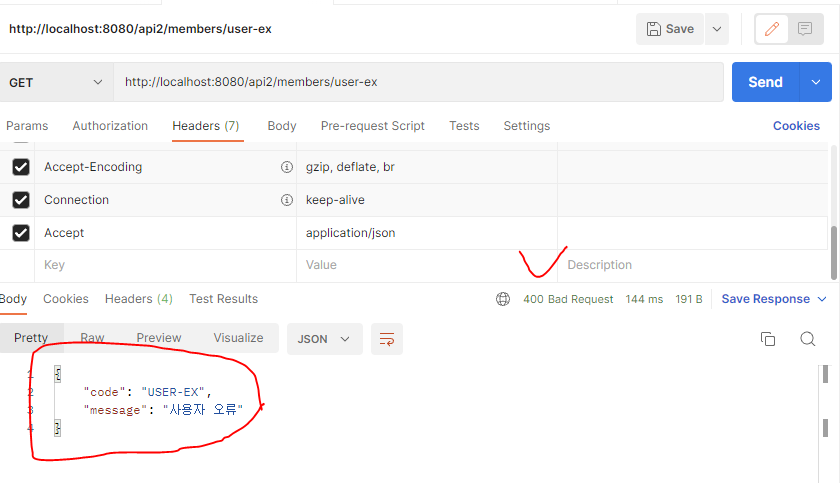 http://localhost:8080/api2/members/user-ex
Save
GET
http://localhost:8080/api2/members/user-ex
Send
Params Authorization Headers (7) Body Pre-request Script Tests Settings Cookies
Accept-Encoding gzip, deflate, br
Connection keep-alive
Accept application/json
Key Value Description
Body Cookies Headers (4) Test Results 400 Bad Request 144 ms 191 B Save Response
Pretty Raw Preview Visualize JSON
1 {
2 "code": "USER-EX",
3 "message": "사용자 오류"
4 }